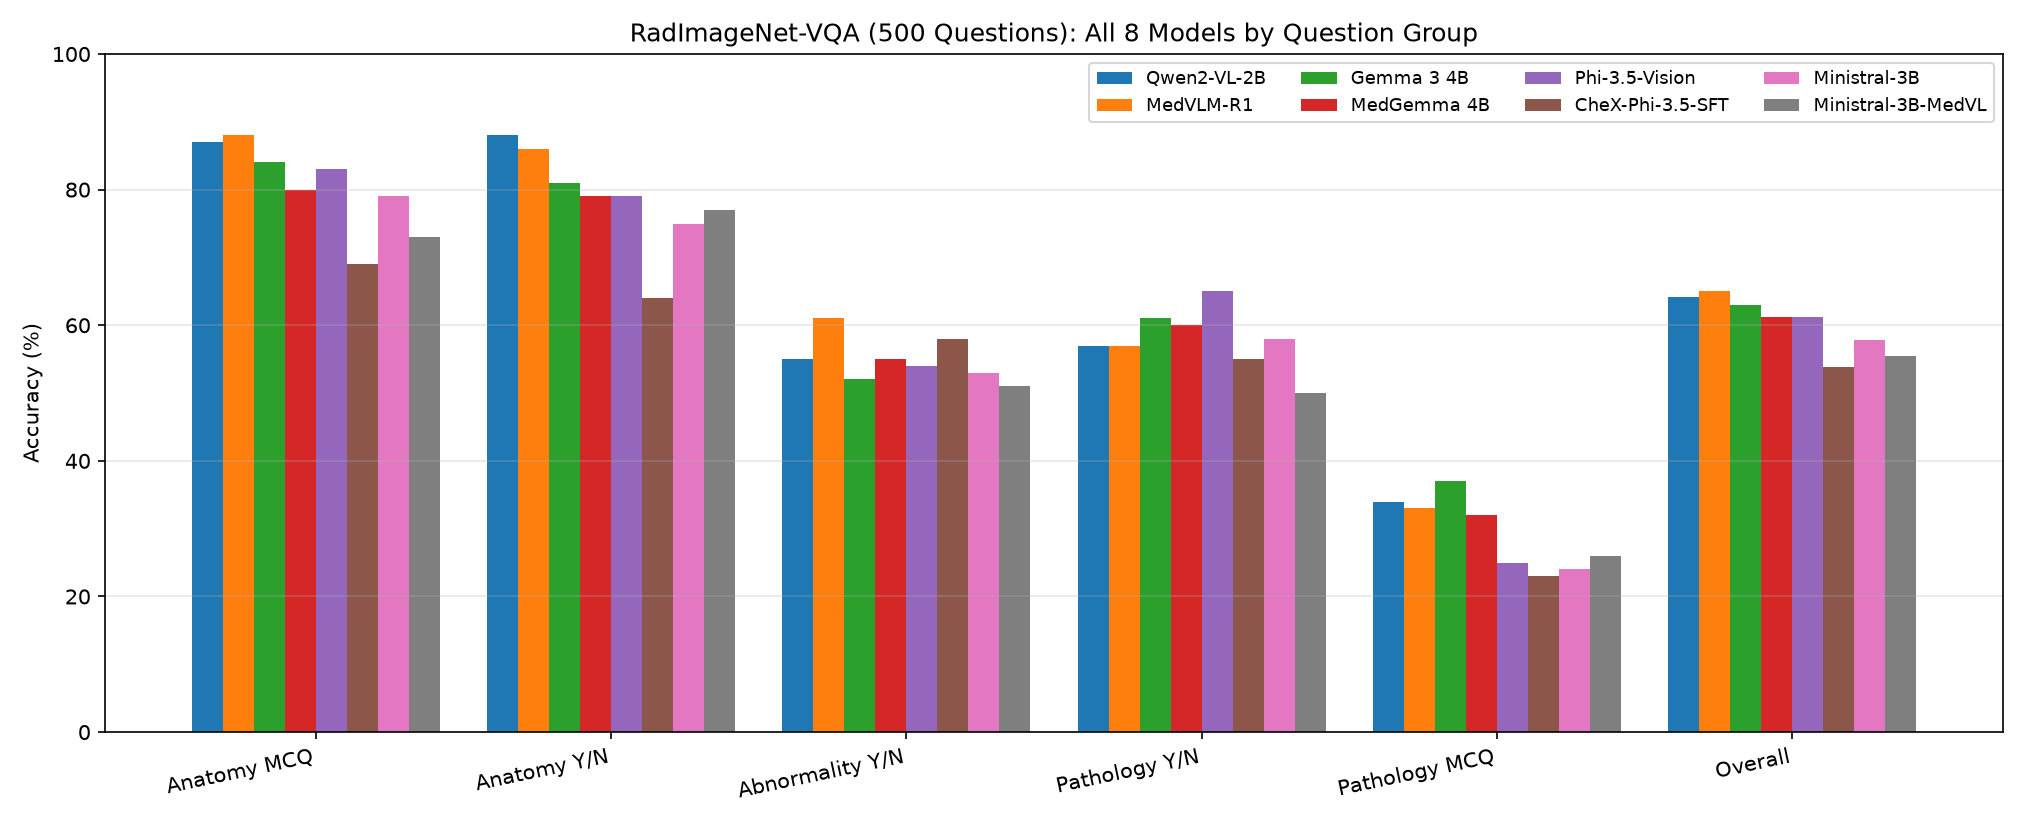 RadImageNet-VQA (500 Questions): All 8 Models by Question Group
Qwen2-VL-2B Gemma 3 4B Phi-3.5-Vision Ministral-3B
MedVLM-R1 MedGemma 4B CheX-Phi-3.5-SFT Ministral-3B-MedVL
Accuracy (%)
100
80
60
40
20
0
Anatomy MCQ Anatomy Y/N Abnormality Y/N Pathology Y/N Pathology MCQ Overall